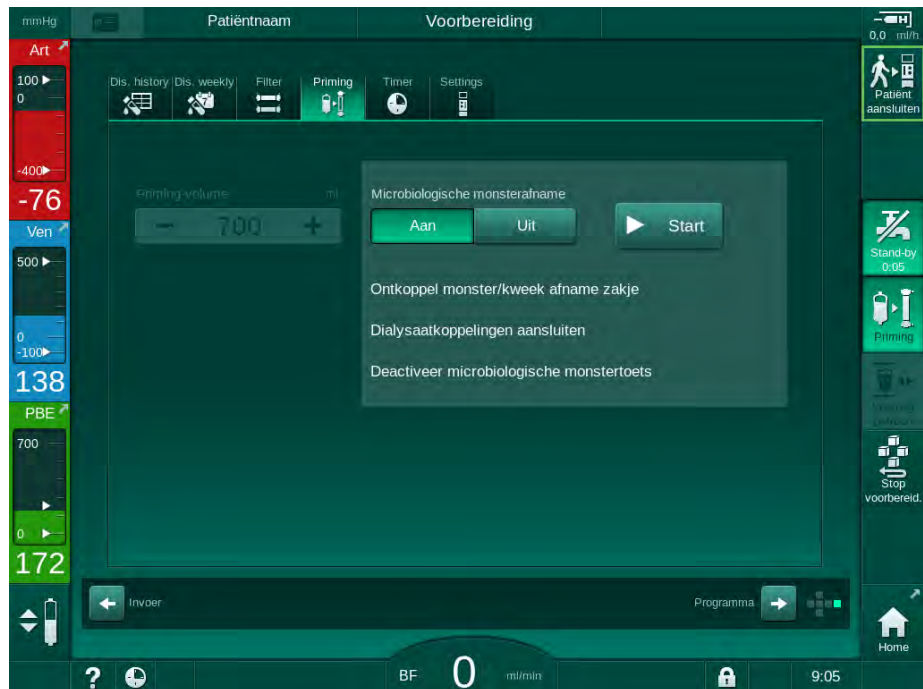 mmHg
Patiëntnaam
Voorbereiding
0,0 ml/h
Art
100
0
-400
-76
Ven
500
0
-100
138
PBE
700
0
172
Dis. history
Dis. weekly
Filter
Priming
Timer
Settings
7
Priming-volume ml
− 700 +
Microbiologische monsterafname
Aan
Uit
Start
Ontkoppel monster/kweek afname zakje
Dialysaatkoppelingen aansluiten
Deactiveer microbiologische monstertoets
Patiënt
aansluiten
Stand-by
0:05
Priming
Stop
voorbereid.
Home
Invoer
Programma
?
BF 0 ml/min
9:05